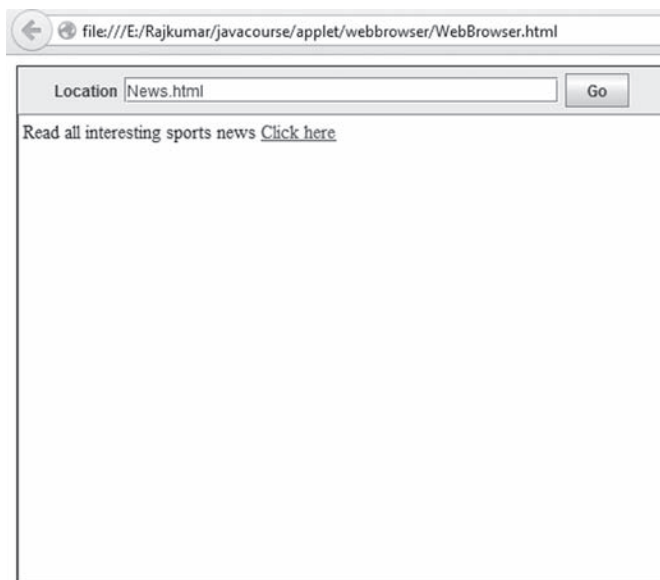 file:///E:/Rajkumar/javacourse/applet/webbrowser/WebBrowser.html
Location News.html Go
Read all interesting sports news Click here